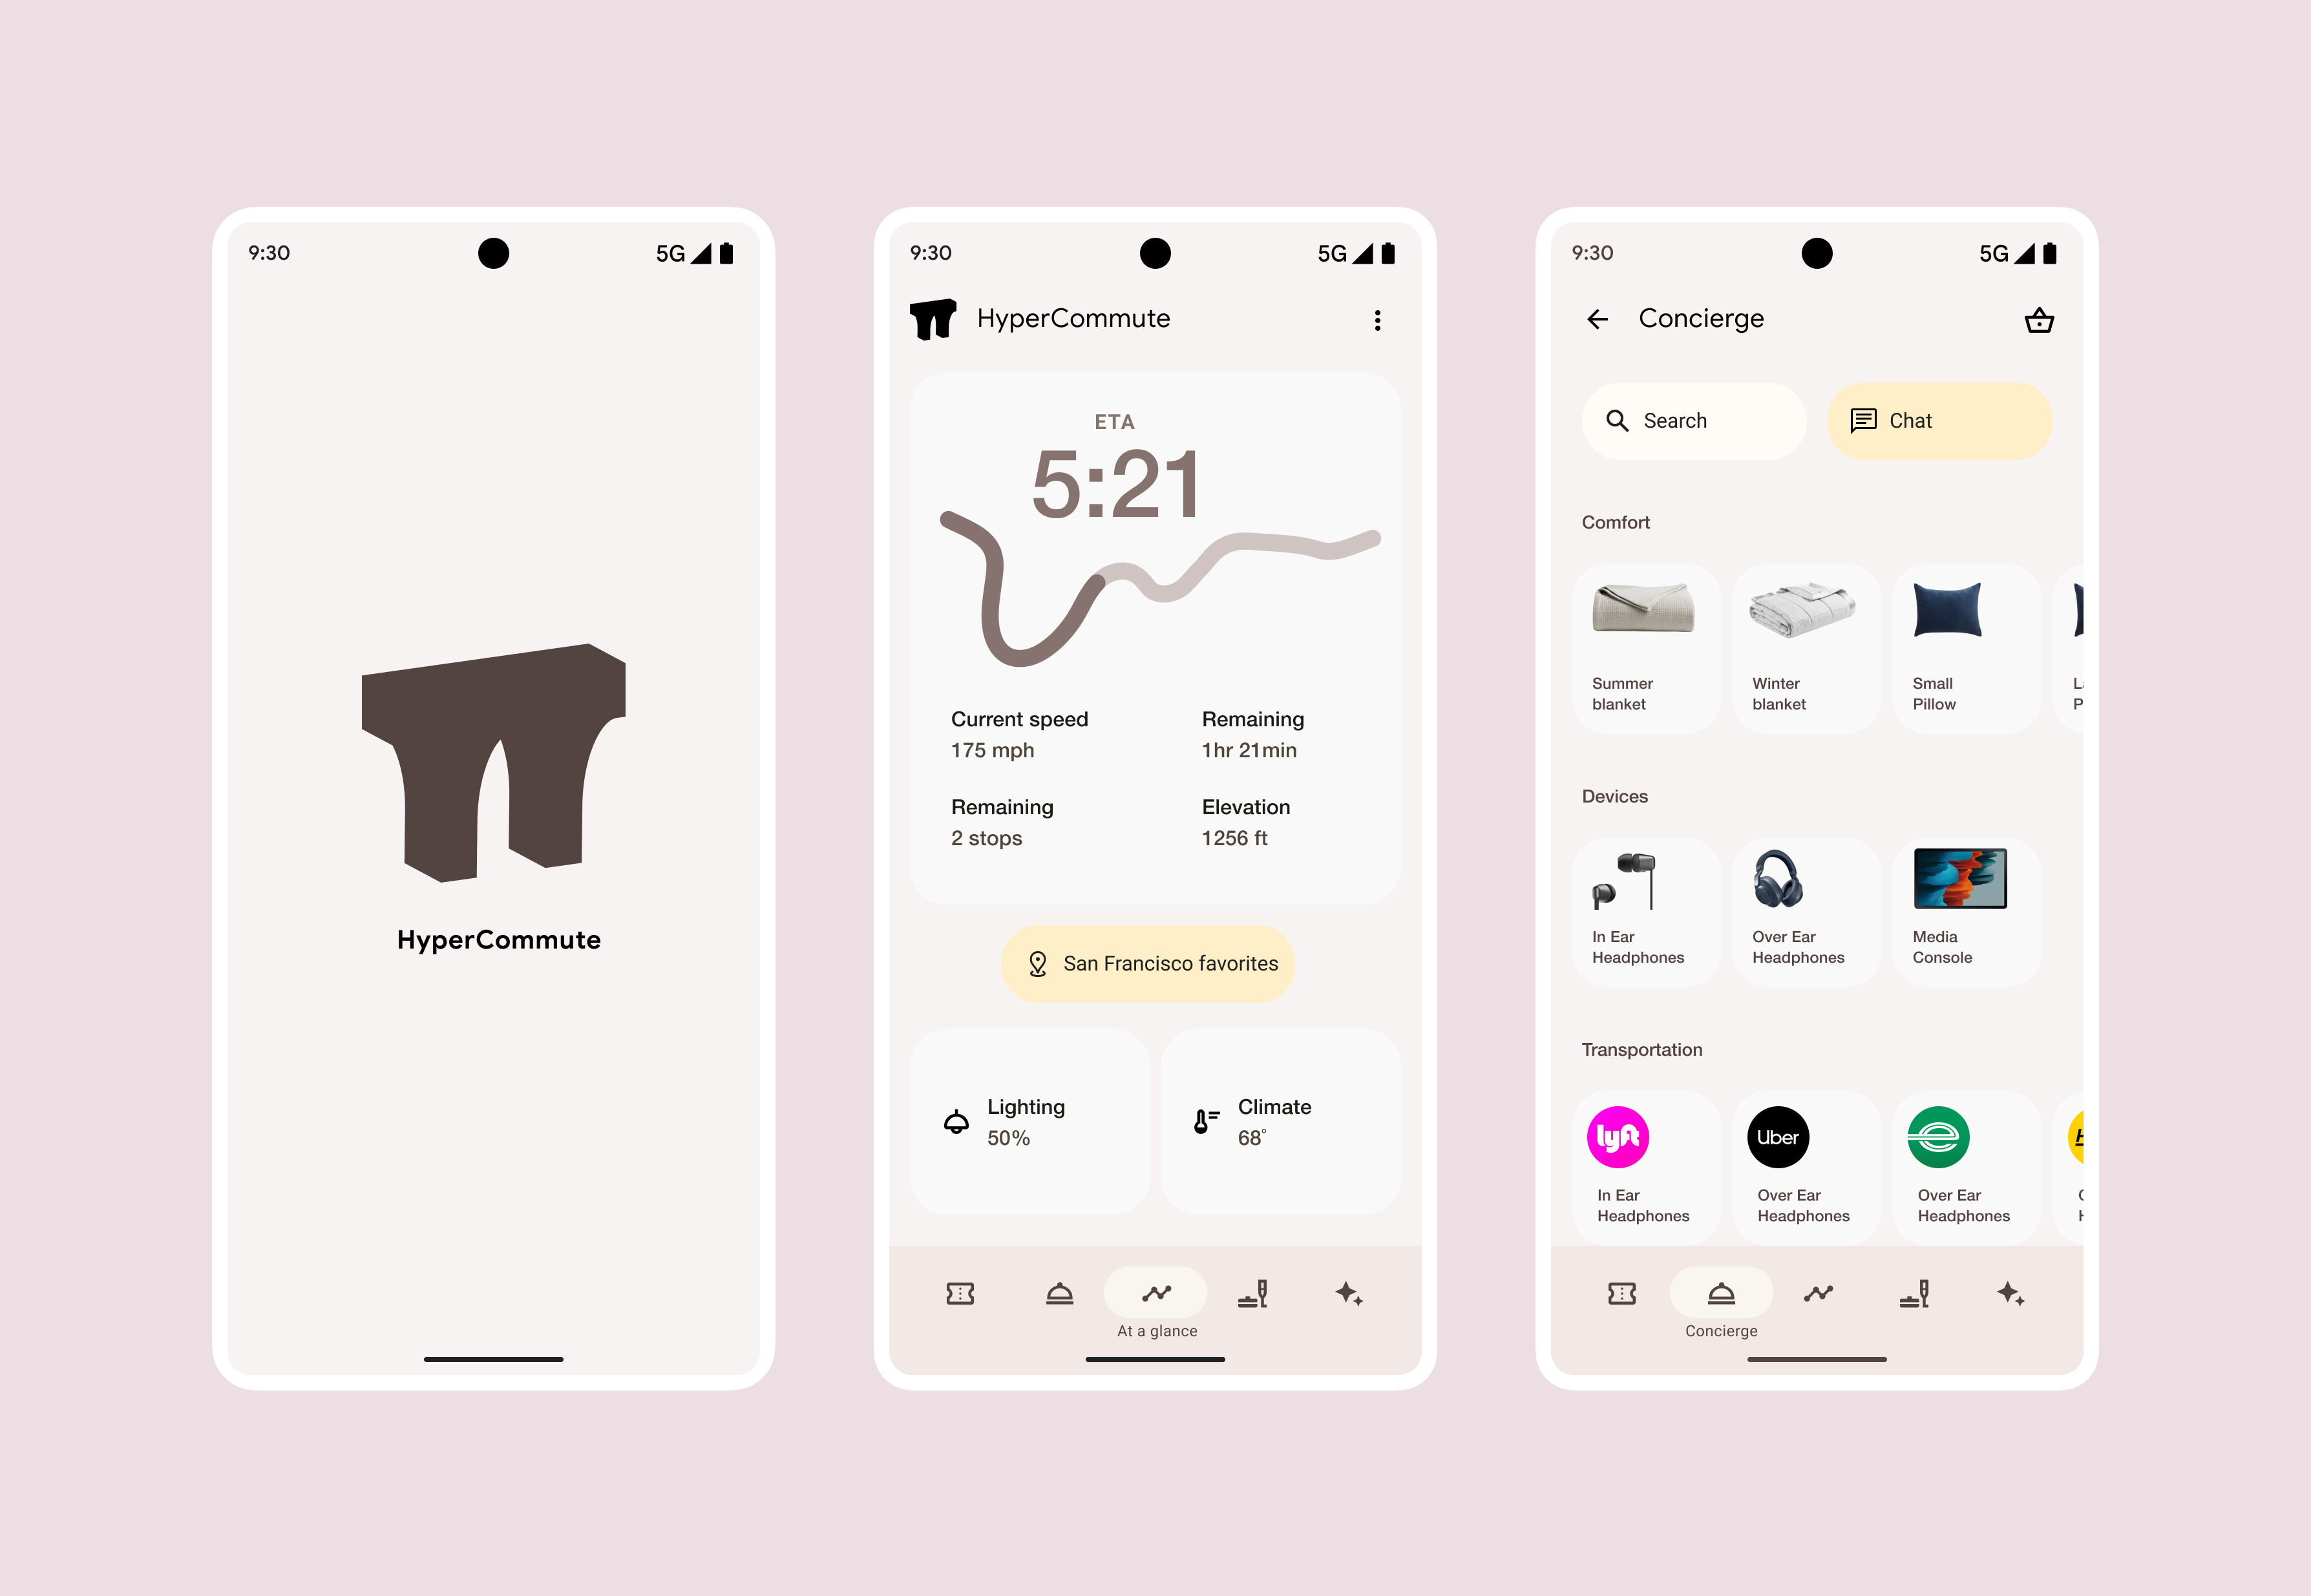 9:30
5G
HyperCommute
9:30
5G
HyperCommute
ETA
5:21
Current speed
175 mph
Remaining
1hr 21min
Remaining
2 stops
Elevation
1256 ft
San Francisco favorites
Lighting
50%
Climate
68°
At a glance
9:30
5G
Concierge
Search
Chat
Comfort
Summer
blanket
Winter
blanket
Small
Pillow
Devices
In Ear
Headphones
Over Ear
Headphones
Media
Console
Transportation
lyft
In Ear
Headphones
Uber
Over Ear
Headphones
Over Ear
Headphones
Concierge